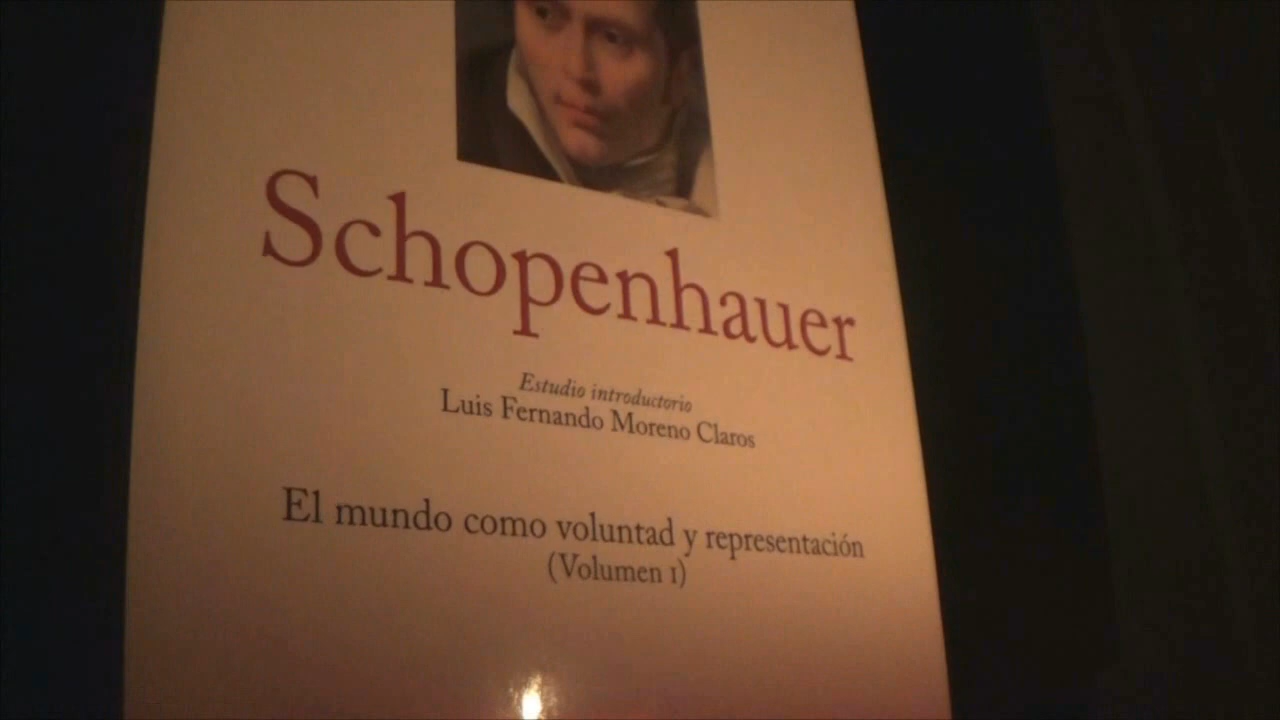 Schopenhauer
Estudio introductorio
Luis Fernando Moreno Claros
El mundo como voluntad y representación
(Volumen 1)